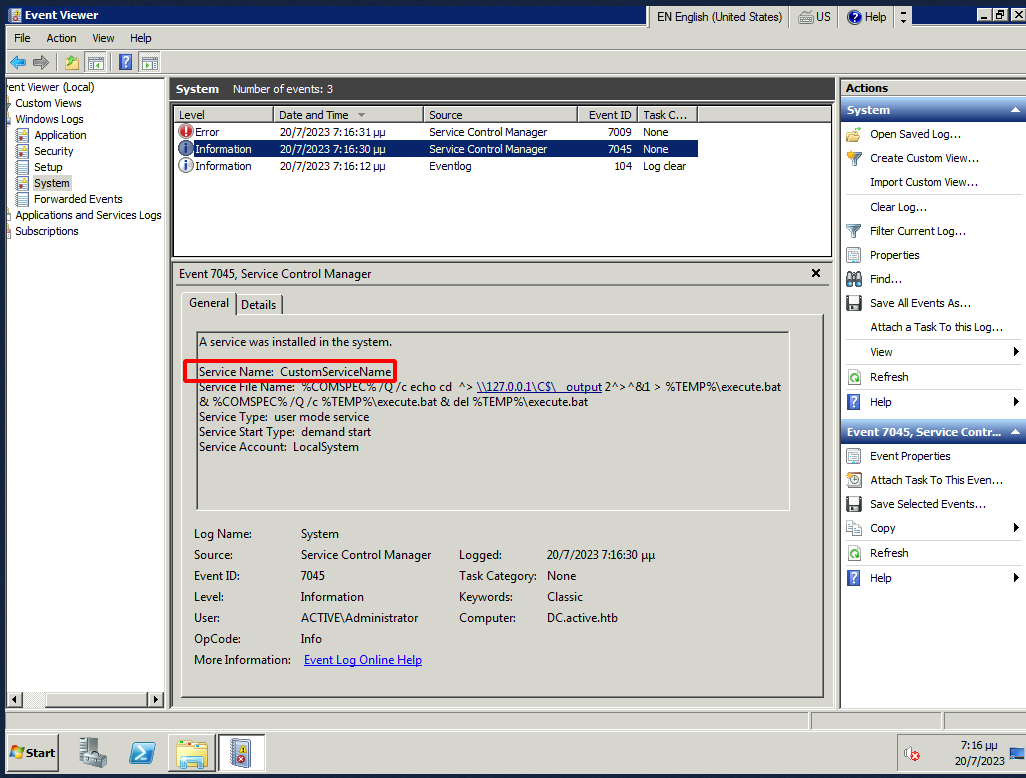 Event Viewer
EN English (United States)
US
Help
File Action View Help
Event Viewer (Local)
Custom Views
Windows Logs
Application
Security
Setup
System
Forwarded Events
Applications and Services Logs
Subscriptions
System Number of events: 3
Level Date and Time Source Event ID Task C...
Error 20/7/2023 7:16:31 μμ Service Control Manager 7009 None
Information 20/7/2023 7:16:30 μμ Service Control Manager 7045 None
Information 20/7/2023 7:16:12 μμ Eventlog 104 Log clear
Event 7045, Service Control Manager
General Details
A service was installed in the system.
Service Name: CustomServiceName
Service File Name: %COMSPEC% /Q /c echo cd ^> \\127.0.0.1\C$\__output 2^>^&1 > %TEMP%\execute.bat
& %COMSPEC% /Q /c %TEMP%\execute.bat & del %TEMP%\execute.bat
Service Type: user mode service
Service Start Type: demand start
Service Account: LocalSystem
Log Name: System
Source: Service Control Manager Logged: 20/7/2023 7:16:30 μμ
Event ID: 7045 Task Category: None
Level: Information Keywords: Classic
User: ACTIVE\Administrator Computer: DC.active.htb
OpCode: Info
More Information: Event Log Online Help
Actions
System
Open Saved Log...
Create Custom View...
Import Custom View...
Clear Log...
Filter Current Log...
Properties
Find...
Save All Events As...
Attach a Task To this Log...
View
Refresh
Help
Event 7045, Service Contr...
Event Properties
Attach Task To This Even...
Save Selected Events...
Copy
Refresh
Help
Start
7:16 μμ
20/7/2023